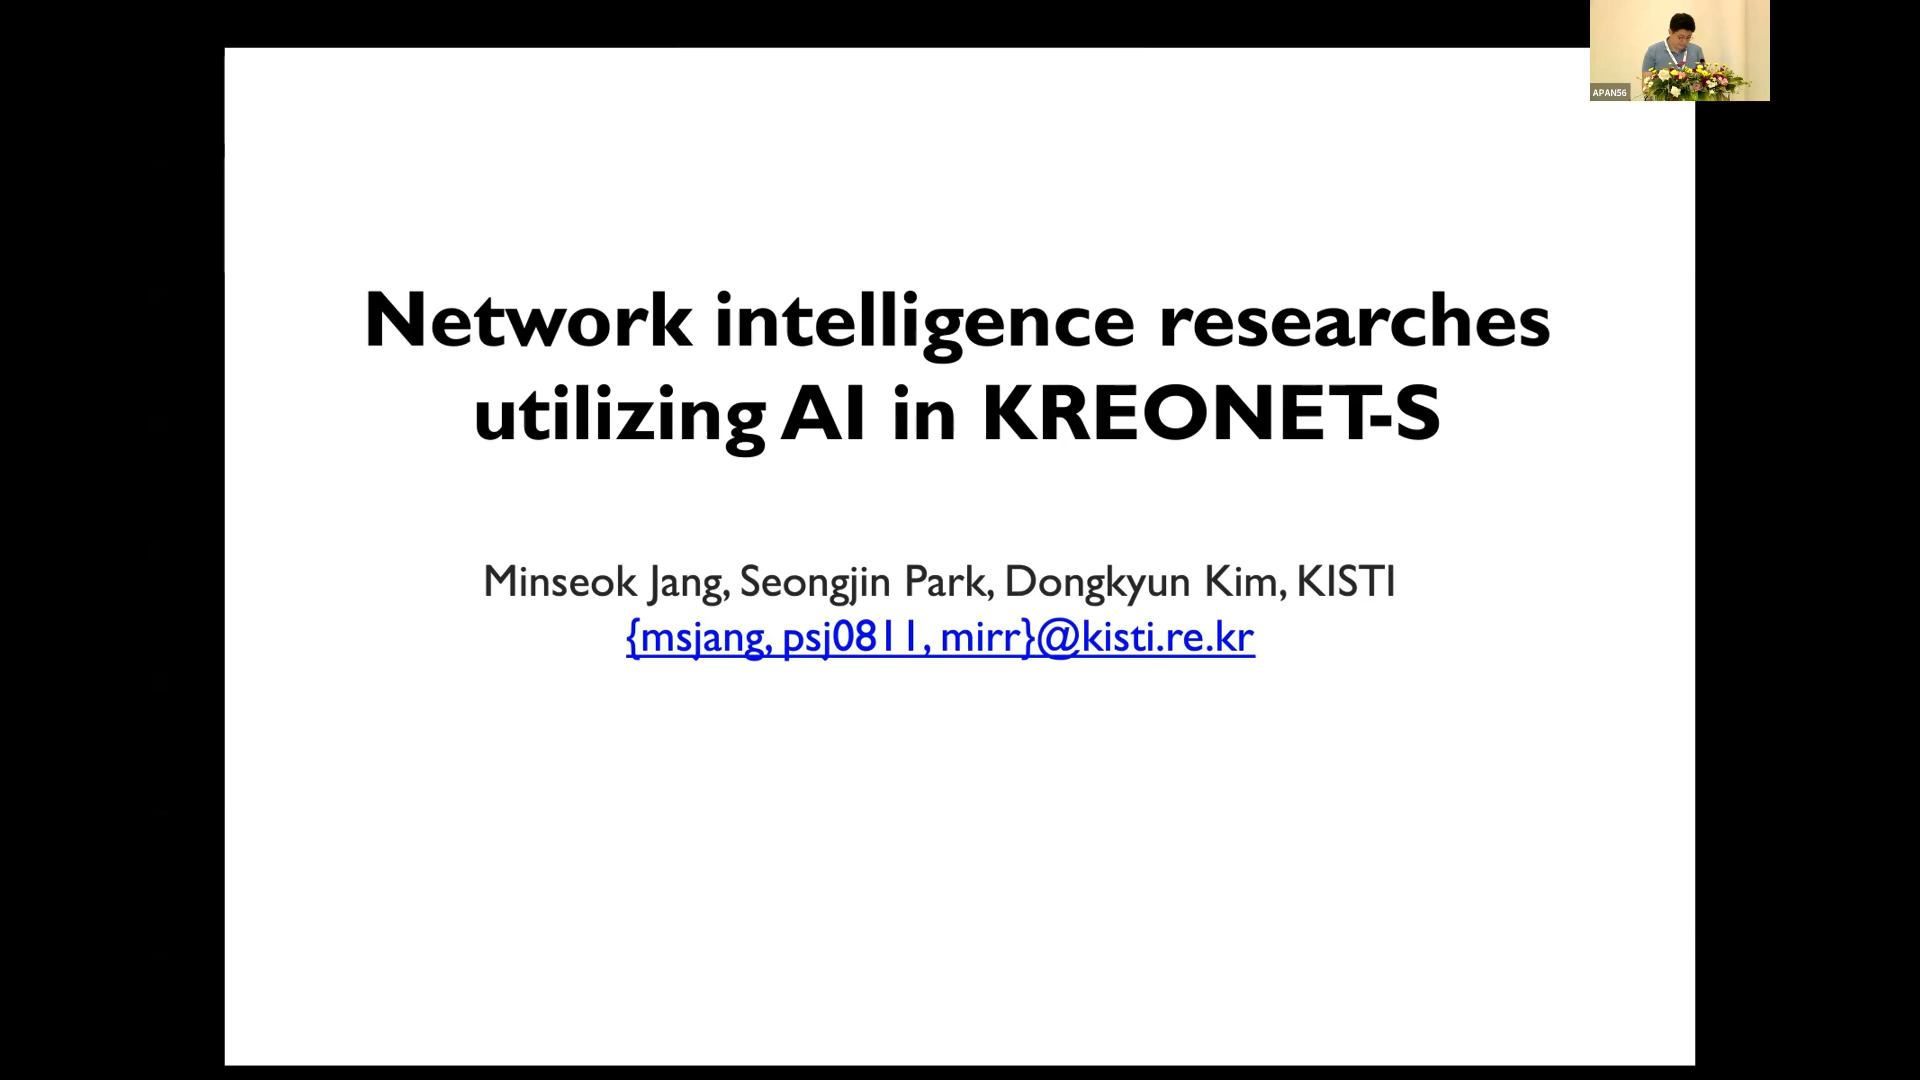 APAN56
Network intelligence researches
utilizing AI in KREONET-S
Minseok Jang, Seongjin Park, Dongkyun Kim, KISTI
{msjang, psj0811, mirr}@kisti.re.kr